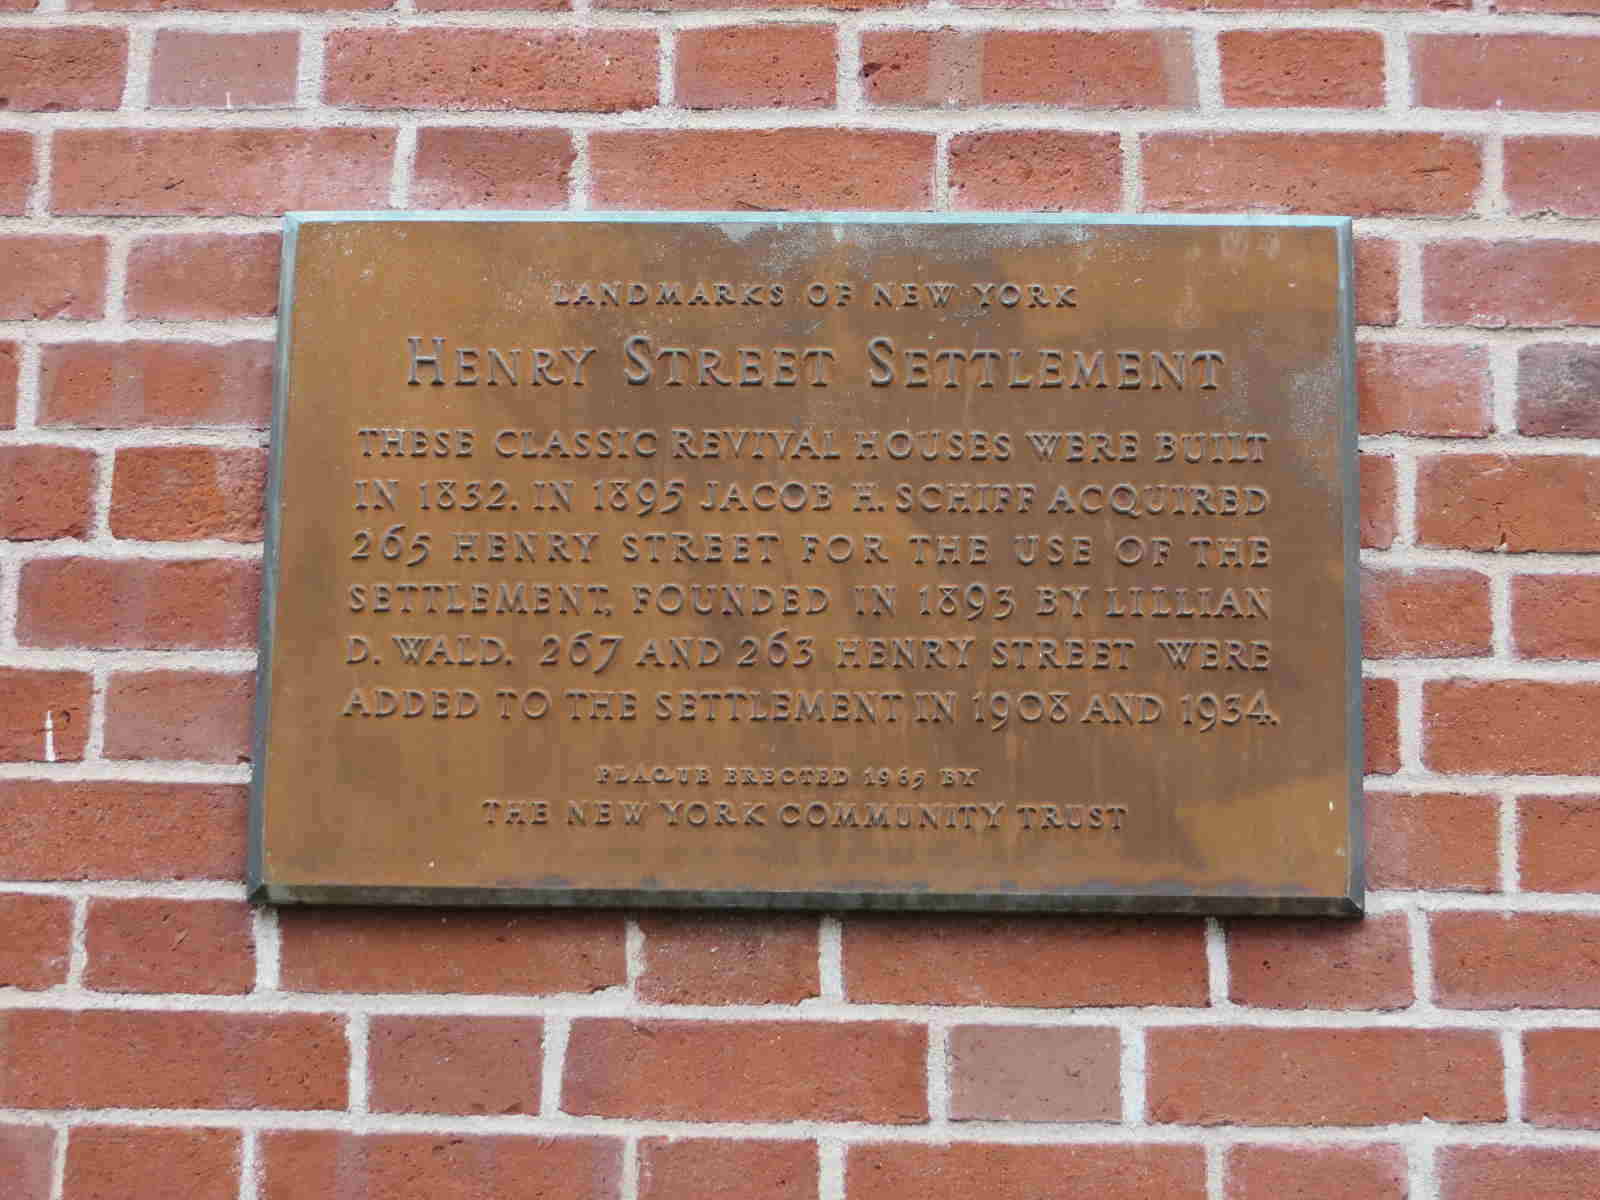 LANDMARKS OF NEW YORK
HENRY STREET SETTLEMENT
THESE CLASSIC REVIVAL HOUSES WERE BUILT
IN 1832. IN 1895 JACOB H. SCHIFF ACQUIRED
265 HENRY STREET FOR THE USE OF THE
SETTLEMENT, FOUNDED IN 1893 BY LILLIAN
D. WALD. 267 AND 263 HENRY STREET WERE
ADDED TO THE SETTLEMENT IN 1908 AND 1934.
PLAQUE ERECTED 1965 BY
THE NEW YORK COMMUNITY TRUST